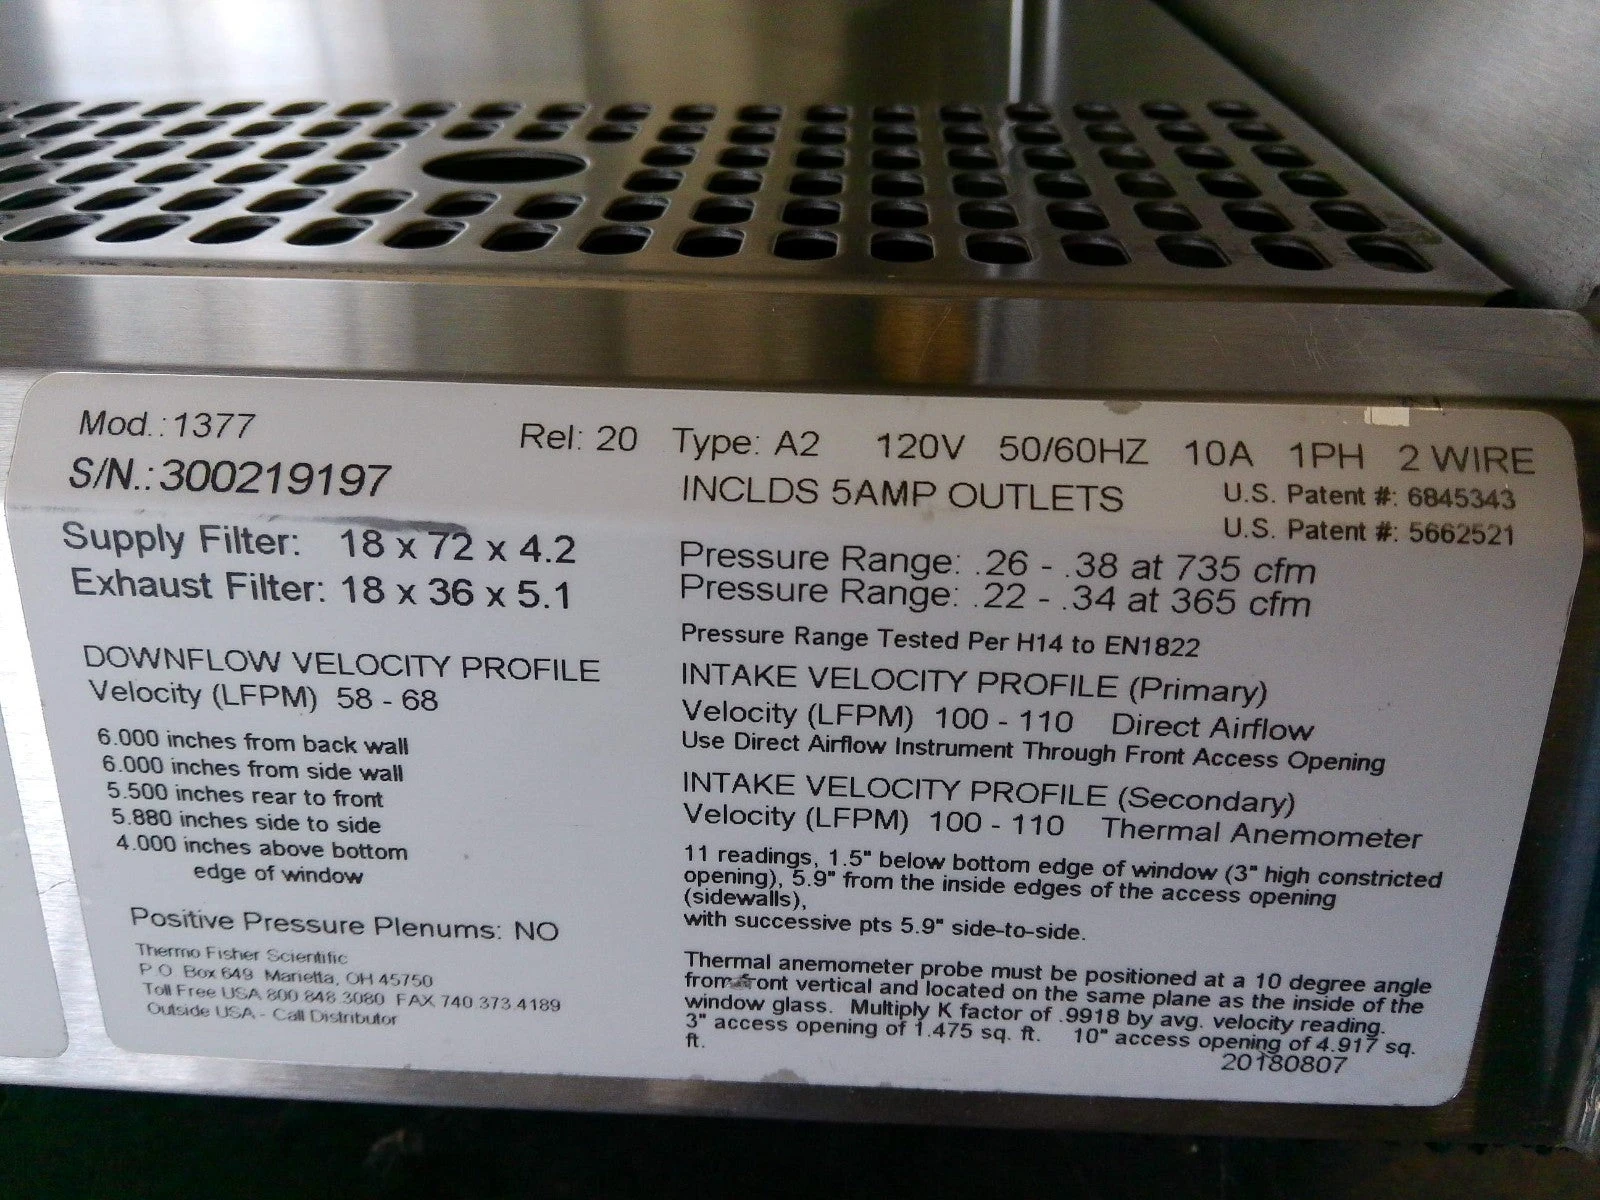 Mod.: 1377
S/N.: 300219197
Rel: 20 Type: A2 120V 50/60HZ 10A 1PH 2 WIRE
INCLDS 5AMP OUTLETS
U.S. Patent #: 6845343
U.S. Patent #: 5662521
Supply Filter: 18 x 72 x 4.2
Exhaust Filter: 18 x 36 x 5.1
Pressure Range: .26 - .38 at 735 cfm
Pressure Range: .22 - .34 at 365 cfm
Pressure Range Tested Per H14 to EN1822
DOWNFLOW VELOCITY PROFILE
Velocity (LFPM) 58 - 68
6.000 inches from back wall
6.000 inches from side wall
5.500 inches rear to front
5.880 inches side to side
4.000 inches above bottom
edge of window
Positive Pressure Plenums: NO
Thermo Fisher Scientific
P.O. Box 649 Marietta, OH 45750
Toll Free USA 800.848.3080 FAX 740.373.4189
Outside USA - Call Distributor
INTAKE VELOCITY PROFILE (Primary)
Velocity (LFPM) 100 - 110 Direct Airflow
Use Direct Airflow Instrument Through Front Access Opening
INTAKE VELOCITY PROFILE (Secondary)
Velocity (LFPM) 100 - 110 Thermal Anemometer
11 readings, 1.5" below bottom edge of window (3" high constricted
opening), 5.9" from the inside edges of the access opening
(sidewalls),
with successive pts 5.9" side-to-side.
Thermal anemometer probe must be positioned at a 10 degree angle
from front vertical and located on the same plane as the inside of the
window glass. Multiply K factor of .9918 by avg. velocity reading.
3" access opening of 1.475 sq. ft. 10" access opening of 4.917 sq.
ft.
20180807